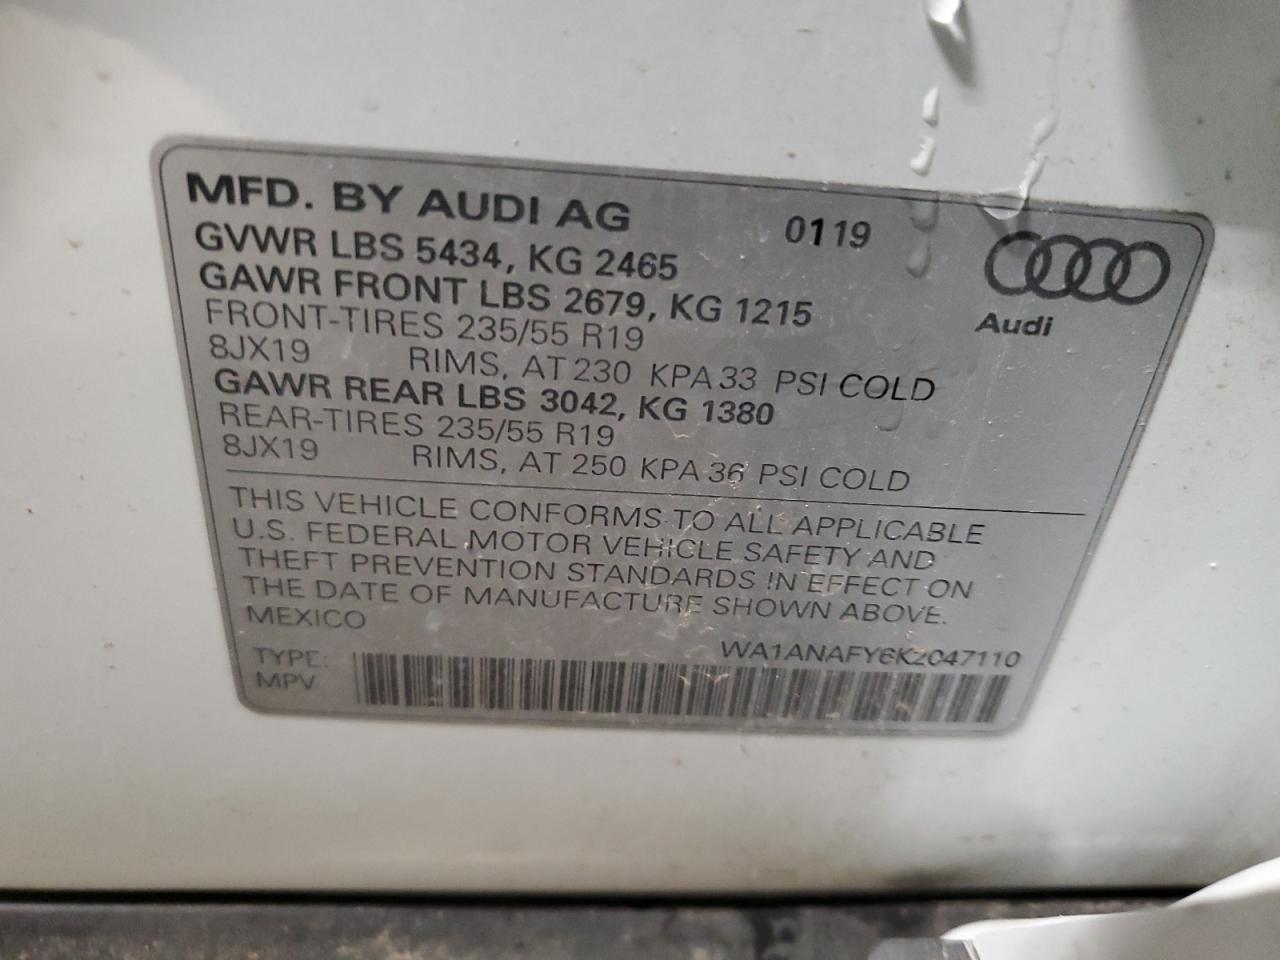 MFD. BY AUDI AG 0119
GVWR LBS 5434, KG 2465
GAWR FRONT LBS 2679, KG 1215
Audi
FRONT-TIRES 235/55 R19
8JX19 RIMS, AT 230 KPA 33 PSI COLD
GAWR REAR LBS 3042, KG 1380
REAR-TIRES 235/55 R19
8JX19 RIMS, AT 250 KPA 36 PSI COLD
THIS VEHICLE CONFORMS TO ALL APPLICABLE
U.S. FEDERAL MOTOR VEHICLE SAFETY AND
THEFT PREVENTION STANDARDS IN EFFECT ON
THE DATE OF MANUFACTURE SHOWN ABOVE.
MEXICO
WA1ANAFY6K2047110
TYPE:
MPV